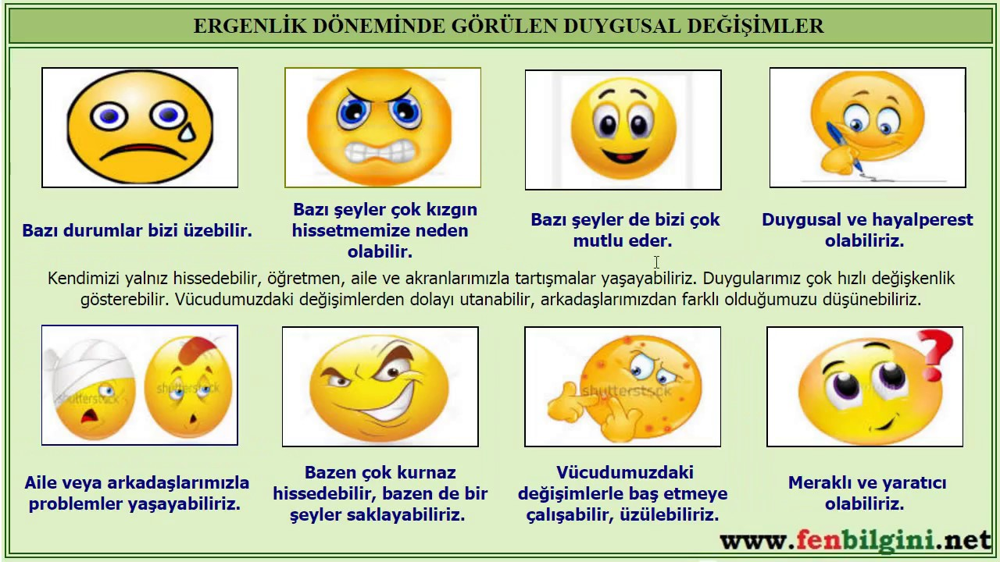 ERGENLİK DÖNEMİNDE GÖRÜLEN DUYGUSAL DEĞİŞİMLER
Bazı durumlar bizi üzebilir.
Bazı şeyler çok kızgın
hissetmemize neden
olabilir.
Bazı şeyler de bizi çok
mutlu eder.
Duygusal ve hayalperest
olabiliriz.
Kendimizi yalnız hissedebilir, öğretmen, aile ve akranlarımızla tartışmalar yaşayabiliriz. Duygularımız çok hızlı değişkenlik
gösterebilir. Vücudumuzdaki değişimlerden dolayı utanabilir, arkadaşlarımızdan farklı olduğumuzu düşünebiliriz.
shutterstock
shutterstock
shutterstock
?
Aile veya arkadaşlarımızla
problemler yaşayabiliriz.
Bazen çok kurnaz
hissedebilir, bazen de bir
şeyler saklayabiliriz.
Vücudumuzdaki
değişimlerle baş etmeye
çalışabilir, üzülebiliriz.
Meraklı ve yaratıcı
olabiliriz.
www.fenbilgini.net